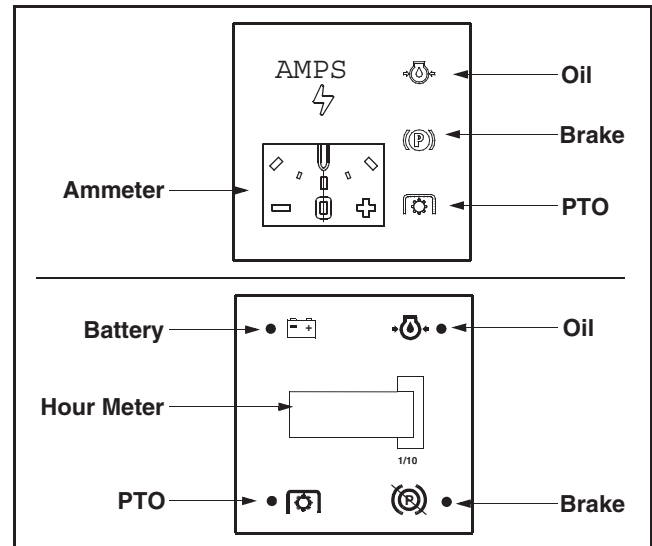 AMPS
Oil
P
Brake
Ammeter
PTO
Battery
Oil
Hour Meter
1/10
PTO
P
Brake